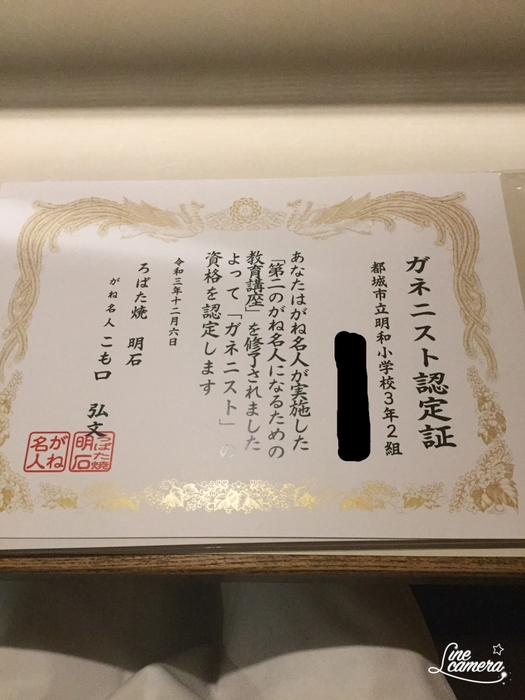 ガネニスト認定証
都城市立明和小学校3年2組
あなたはがね名人が実施した
「第二のがね名人になるための
教育講座」を修了されました
よって「ガネニスト」の
資格を認定します
令和三年十二月六日
ろばた焼 明石
がね名人 こも口 弘文
ろばた焼
明石
がね
名人
Line
camera